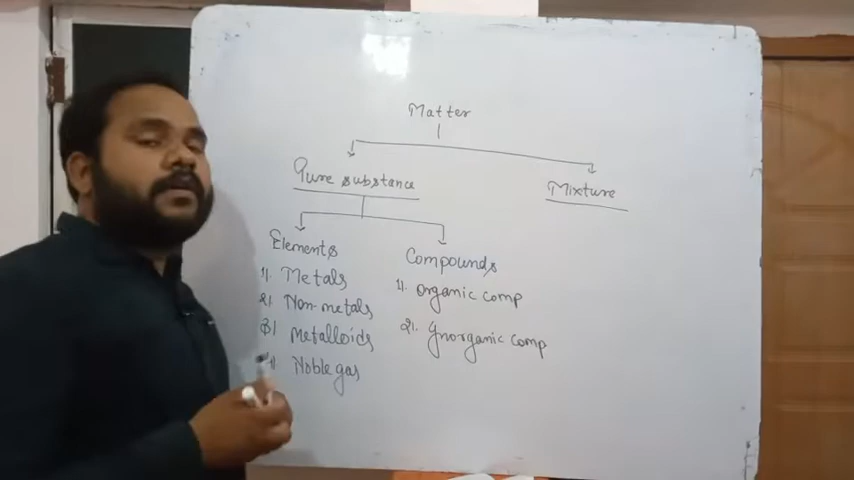 Matter
Pure substance
Mixture
Elements
Compounds
1). Metals
2). Non-metals
3). Metalloids
4). Noble gas
1). Organic comp
2). Inorganic comp